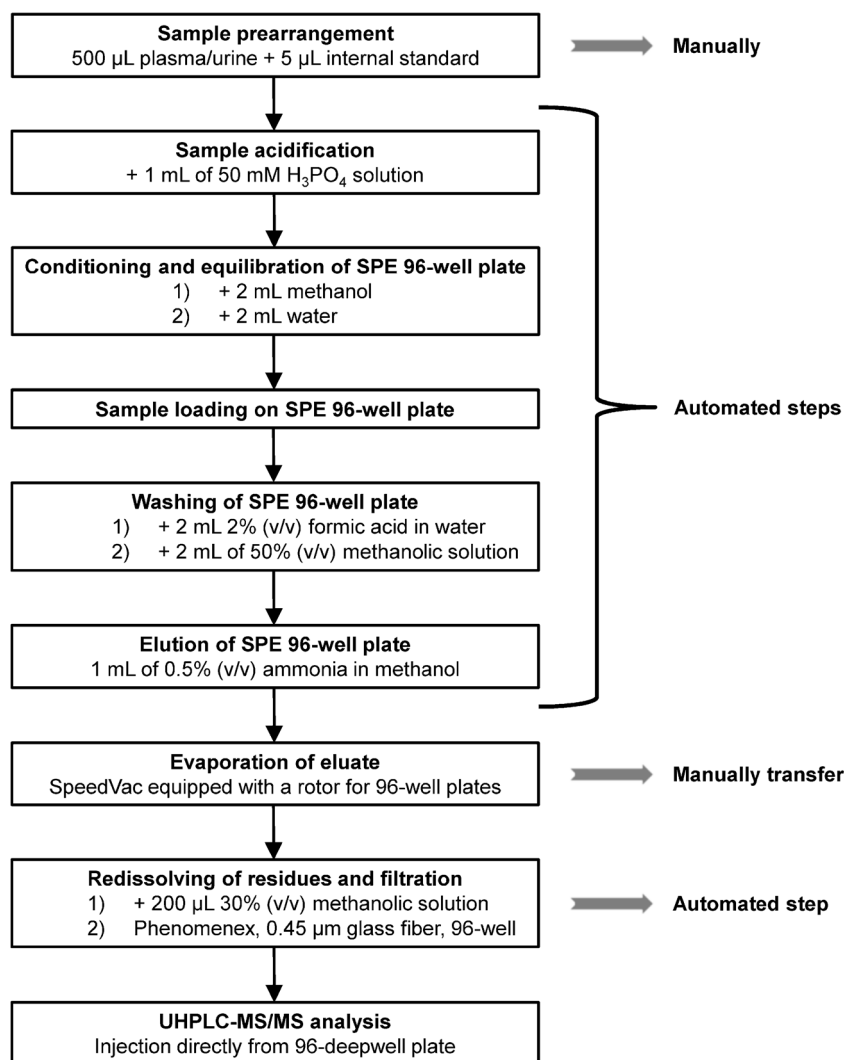 Sample prearrangement
500 µL plasma/urine + 5 µL internal standard
Manually
Sample acidification
+ 1 mL of 50 mM H₃PO₄ solution
Conditioning and equilibration of SPE 96-well plate
1) + 2 mL methanol
2) + 2 mL water
Sample loading on SPE 96-well plate
Automated steps
Washing of SPE 96-well plate
1) + 2 mL 2% (v/v) formic acid in water
2) + 2 mL of 50% (v/v) methanolic solution
Elution of SPE 96-well plate
1 mL of 0.5% (v/v) ammonia in methanol
Evaporation of eluate
SpeedVac equipped with a rotor for 96-well plates
Manually transfer
Redissolving of residues and filtration
1) + 200 µL 30% (v/v) methanolic solution
2) Phenomenex, 0.45 µm glass fiber, 96-well
Automated step
UHPLC-MS/MS analysis
Injection directly from 96-deepwell plate